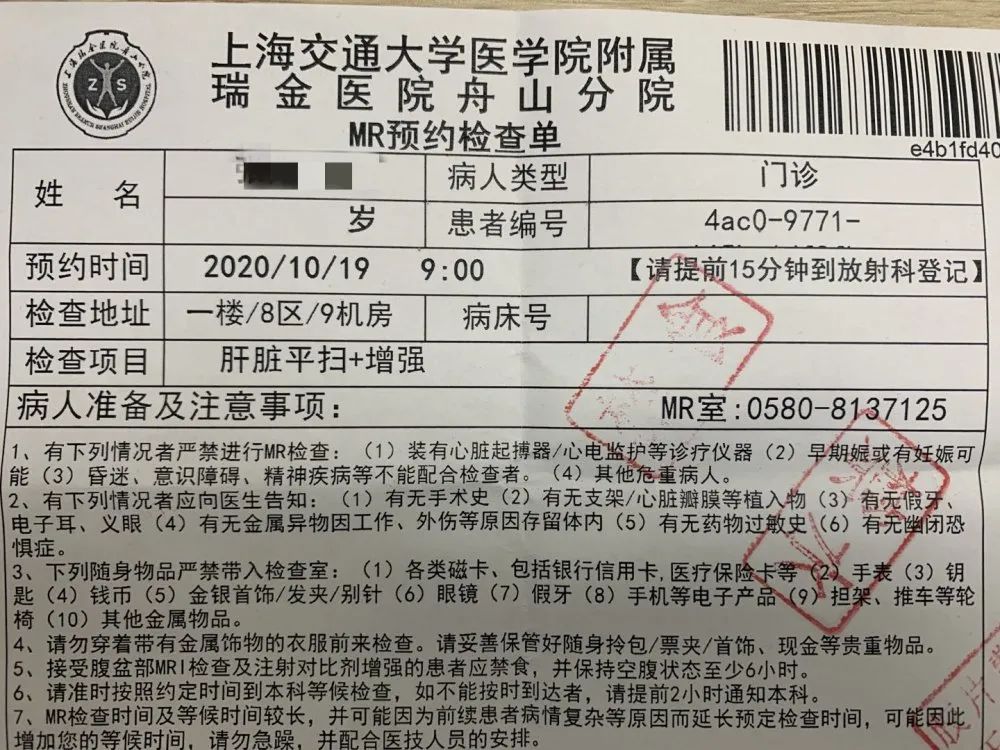 上海交通大学医学院附属
瑞金医院舟山分院
MR预约检查单
e4b1fd40
姓 名
病人类型 门诊
岁 患者编号 4ac0-9771-
预约时间 2020/10/19 9:00 【请提前15分钟到放射科登记】
检查地址 一楼/8区/9机房 病床号
检查项目 肝脏平扫+增强
病人准备及注意事项： MR室:0580-8137125
1、有下列情况者严禁进行MR检查：（1）装有心脏起搏器/心电监护等诊疗仪器（2）早期娠或有妊娠可
能（3）昏迷、意识障碍、精神疾病等不能配合检查者。（4）其他危重病人。
2、有下列情况者应向医生告知：（1）有无手术史（2）有无支架/心脏瓣膜等植入物（3）有无假牙、
电子耳、义眼（4）有无金属异物因工作、外伤等原因存留体内（5）有无药物过敏史（6）有无幽闭恐
惧症。
3、下列随身物品严禁带入检查室：（1）各类磁卡、包括银行信用卡,医疗保险卡等（2）手表（3）钥
匙（4）钱币（5）金银首饰/发夹/别针（6）眼镜（7）假牙（8）手机等电子产品（9）担架、推车等轮
椅（10）其他金属物品。
4、请勿穿着带有金属饰物的衣服前来检查。请妥善保管好随身拎包/票夹/首饰、现金等贵重物品。
5、接受腹盆部MRI检查及注射对比剂增强的患者应禁食，并保持空腹状态至少6小时。
6、请准时按照约定时间到本科等候检查，如不能按时到达者，请提前2小时通知本科。
7、MR检查时间及等候时间较长，并可能因为前续患者病情复杂等原因而延长预定检查时间，可能因此
增加您的等候时间，请勿急躁，并配合医技人员的安排。